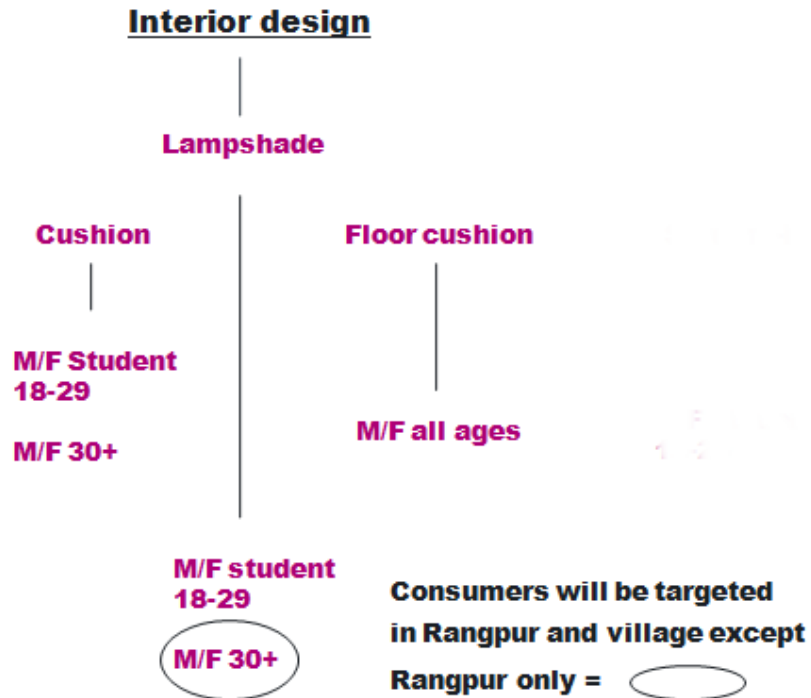 Interior design
Lampshade
Cushion
Floor cushion
M/F Student
18-29
M/F 30+
M/F all ages
M/F student
18-29
M/F 30+
Consumers will be targeted
in Rangpur and village except
Rangpur only =